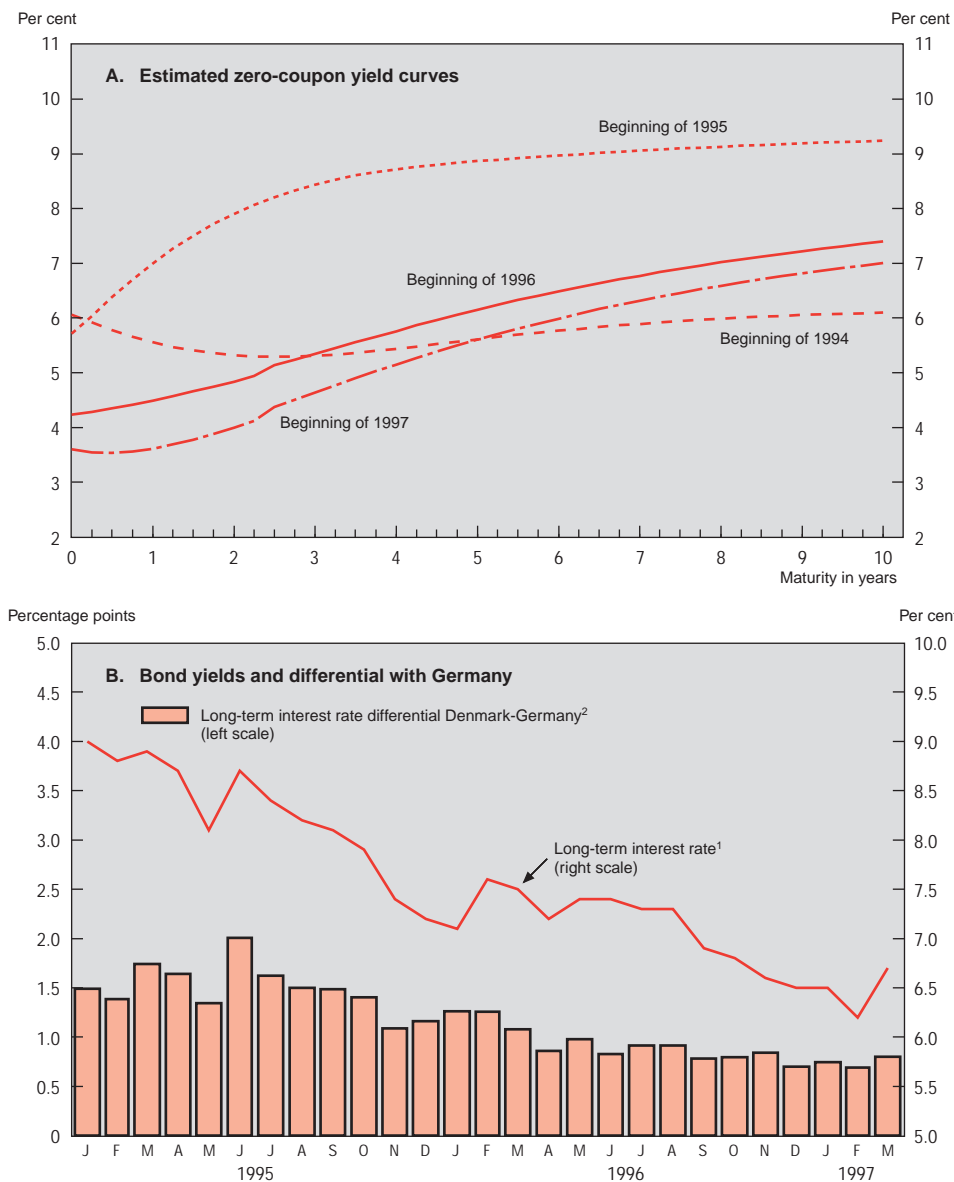 Per cent Per cent
A. Estimated zero-coupon yield curves
11 11
10 10
9 9
8 8
7 7
6 6
5 5
4 4
3 3
2 2
Beginning of 1995
Beginning of 1996
Beginning of 1994
Beginning of 1997
0 1 2 3 4 5 6 7 8 9 10
Maturity in years
Percentage points Per cent
B. Bond yields and differential with Germany
Long-term interest rate differential Denmark-Germany²
(left scale)
5.0 10.0
4.5 9.5
4.0 9.0
3.5 8.5
3.0 8.0
2.5 7.5
2.0 7.0
1.5 6.5
1.0 6.0
0.5 5.5
0 5.0
Long-term interest rate¹
(right scale)
J F M A M J J A S O N D J F M A M J J A S O N D J F M
1995 1996 1997